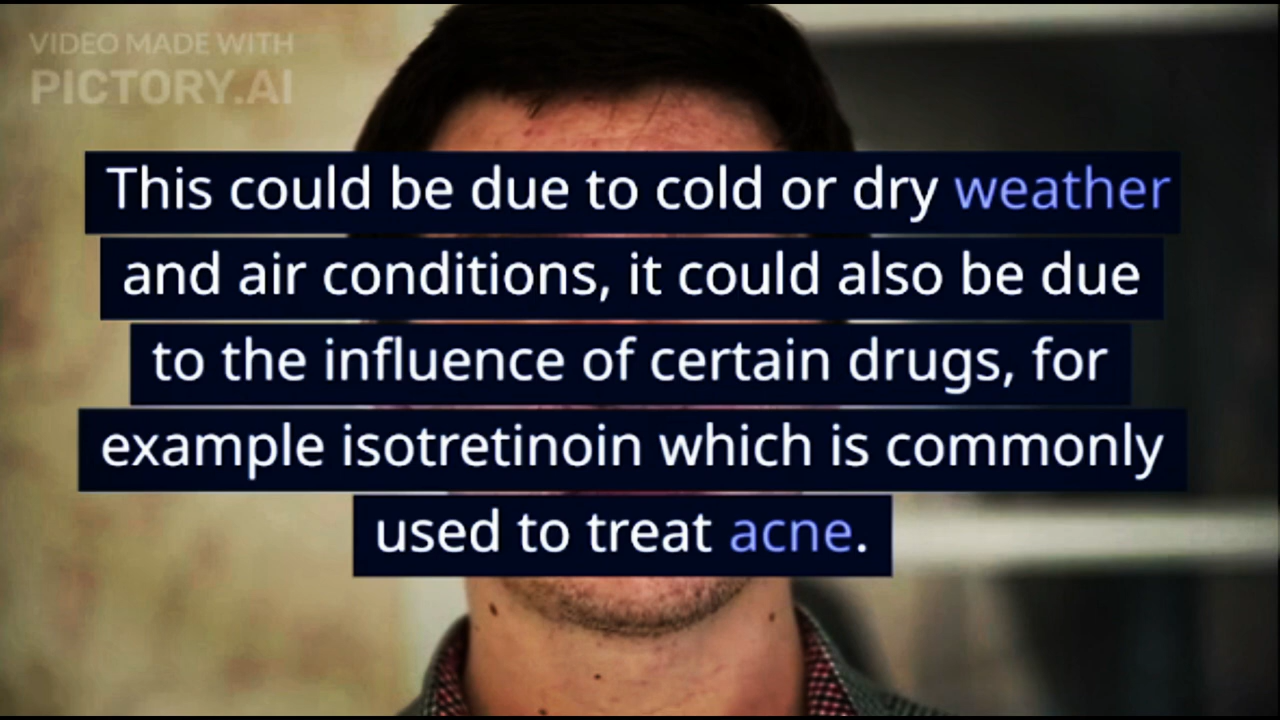 VIDEO MADE WITH
PICTORY.AI
This could be due to cold or dry weather
and air conditions, it could also be due
to the influence of certain drugs, for
example isotretinoin which is commonly
used to treat acne.